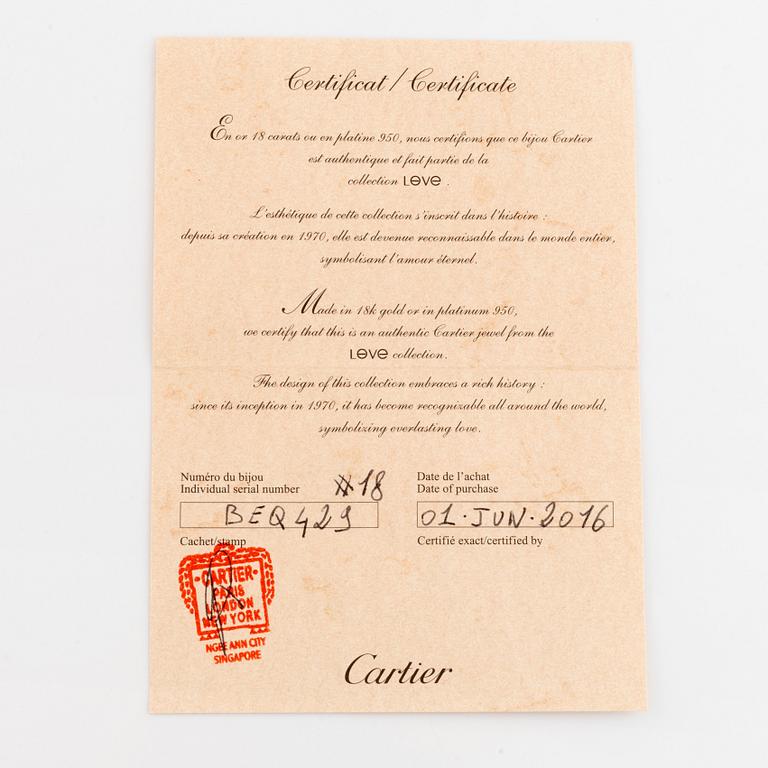 Certificat / Certificate
En or 18 carats ou en platine 950, nous certifions que ce bijou Cartier
est authentique et fait partie de la
collection LOVE .
L'esthétique de cette collection s'inscrit dans l'histoire :
depuis sa création en 1970, elle est devenue reconnaissable dans le monde entier,
symbolisant l'amour éternel.
Made in 18k gold or in platinum 950,
we certify that this is an authentic Cartier jewel from the
LOVE collection.
The design of this collection embraces a rich history :
since its inception in 1970, it has become recognizable all around the world,
symbolizing everlasting love.
Numéro du bijou
Individual serial number #18
BEQ429
Date de l'achat
Date of purchase
01·JUN·2016
Cachet/stamp
Certifié exact/certified by
·CARTIER·
PARIS
LONDON
NEW YORK
NGEE ANN CITY
SINGAPORE
Cartier